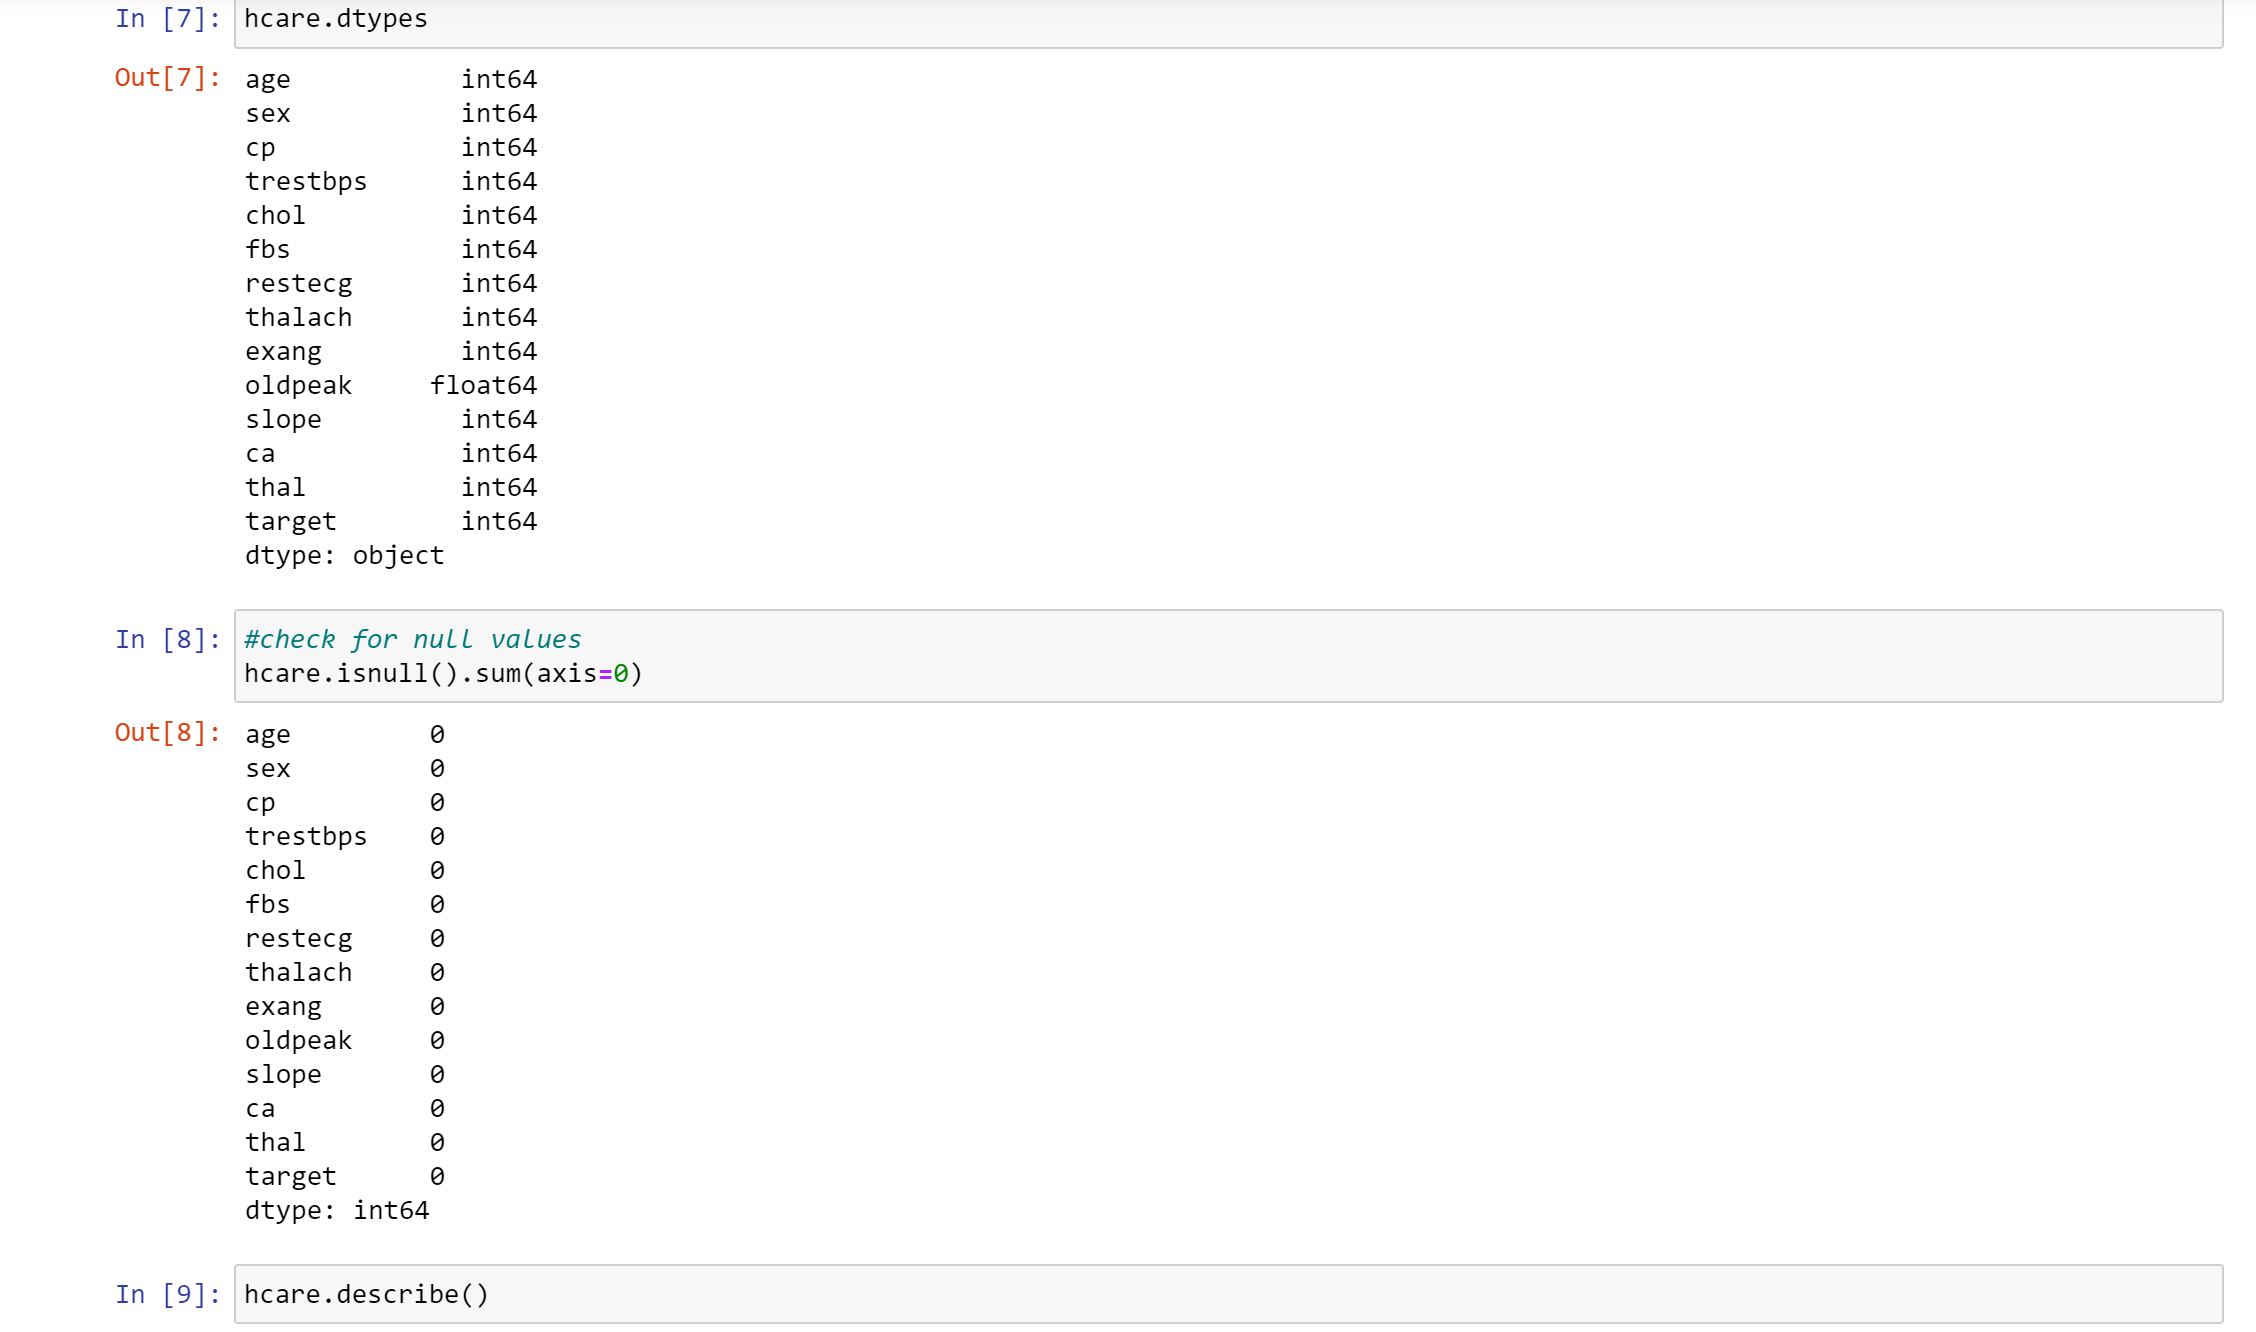 In [7]: hcare.dtypes
Out[7]: age int64
sex int64
cp int64
trestbps int64
chol int64
fbs int64
restecg int64
thalach int64
exang int64
oldpeak float64
slope int64
ca int64
thal int64
target int64
dtype: object
In [8]: #check for null values
hcare.isnull().sum(axis=0)
Out[8]: age 0
sex 0
cp 0
trestbps 0
chol 0
fbs 0
restecg 0
thalach 0
exang 0
oldpeak 0
slope 0
ca 0
thal 0
target 0
dtype: int64
In [9]: hcare.describe()